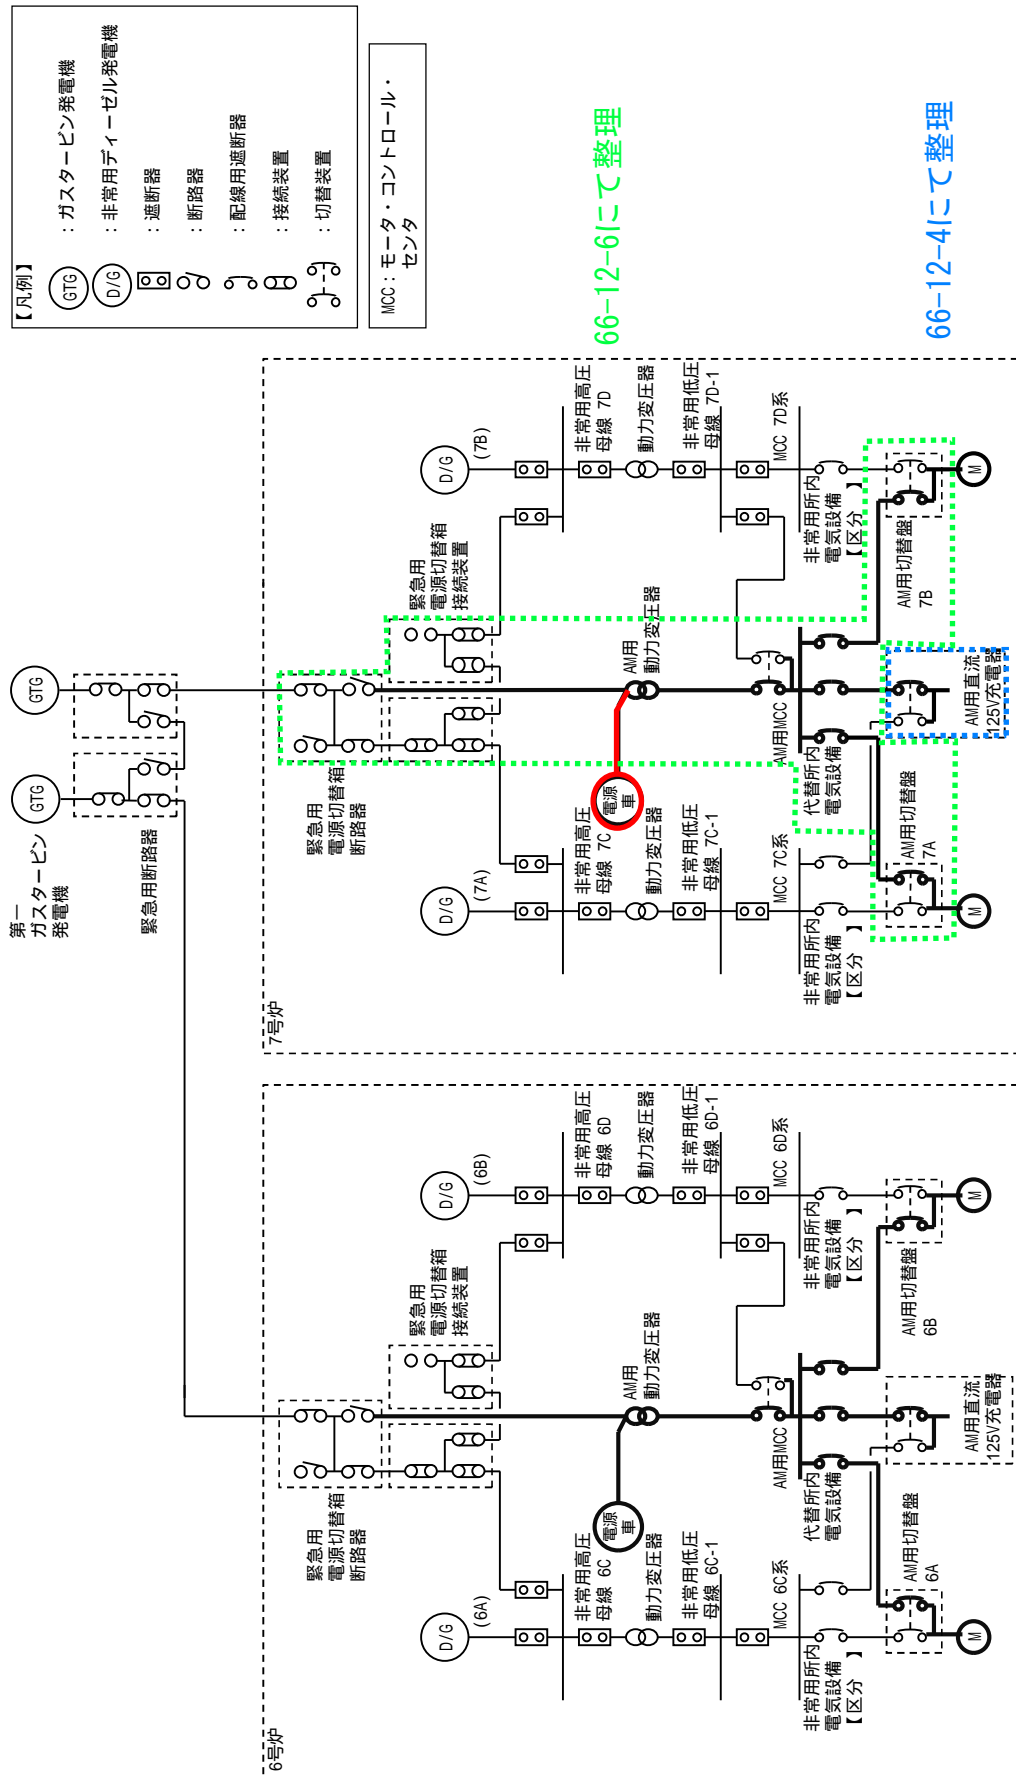 【凡例】
GTG
：ガスタービン発電機
D/G
：非常用ディーゼル発電機
：遮断器
：断路器
：配線用遮断器
：接続装置
：切替装置
MCC：モータ・コントロール・
センタ
66-12-6にて整理
66-12-4にて整理
第一
ガスタービン
発電機
GTG
GTG
緊急用断路器
7号炉
緊急用
電源切替箱
断路器
緊急用
電源切替箱
接続装置
D/G
(7A)
D/G
(7B)
非常用高圧
母線 7C
非常用高圧
母線 7D
電源
車
動力変圧器
AM用
動力変圧器
動力変圧器
非常用低圧
母線 7C-1
非常用低圧
母線 7D-1
MCC 7C系
AM用MCC
MCC 7D系
非常用所内
電気設備
【区分 】
代替所内
電気設備
非常用所内
電気設備
【区分 】
AM用切替盤
7A
AM用直流
125V充電器
AM用切替盤
7B
M
M
6号炉
緊急用
電源切替箱
断路器
緊急用
電源切替箱
接続装置
D/G
(6A)
D/G
(6B)
非常用高圧
母線 6C
非常用高圧
母線 6D
電源
車
動力変圧器
AM用
動力変圧器
動力変圧器
非常用低圧
母線 6C-1
非常用低圧
母線 6D-1
MCC 6C系
AM用MCC
MCC 6D系
非常用所内
電気設備
【区分 】
代替所内
電気設備
非常用所内
電気設備
【区分 】
AM用切替盤
6A
AM用直流
125V充電器
AM用切替盤
6B
M
M